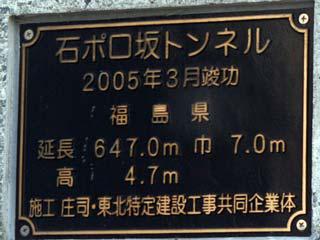 石ポロ坂トンネル
2005年3月竣功
福島県
延長 647.0m 巾 7.0m
高 4.7m
施工 庄司・東北特定建設工事共同企業体